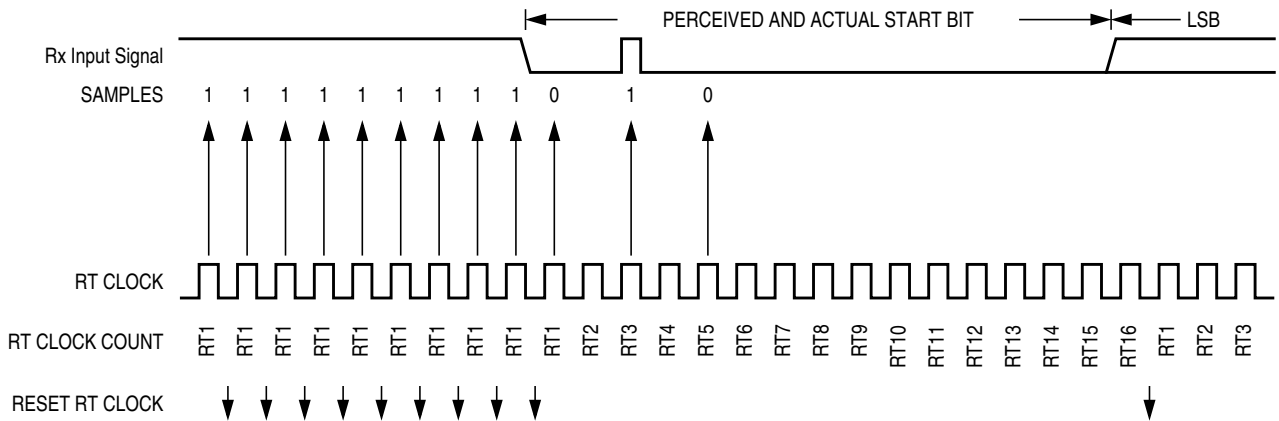 PERCEIVED AND ACTUAL START BIT LSB
Rx Input Signal
SAMPLES 1 1 1 1 1 1 1 1 1 0 1 0
RT CLOCK
RT CLOCK COUNT RT1 RT1 RT1 RT1 RT1 RT1 RT1 RT1 RT1 RT1 RT2 RT3 RT4 RT5 RT6 RT7 RT8 RT9 RT10 RT11 RT12 RT13 RT14 RT15 RT16 RT1 RT2 RT3
RESET RT CLOCK